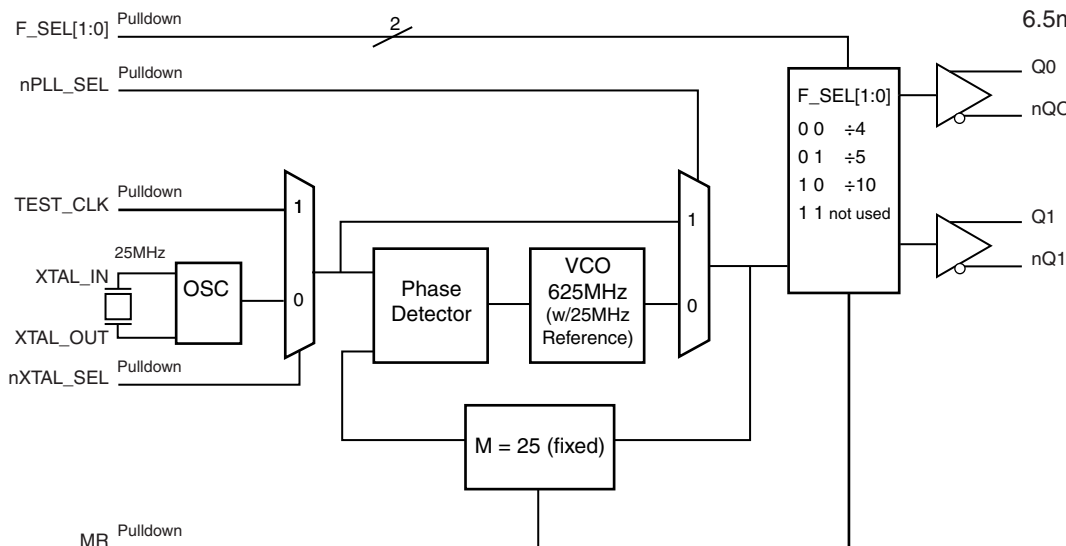 F_SEL[1:0] Pulldown
2
6.5m
nPLL_SEL Pulldown
Q0
nQ0
F_SEL[1:0]
0 0 ÷4
0 1 ÷5
1 0 ÷10
1 1 not used
TEST_CLK Pulldown
1
0
1
0
25MHz
XTAL_IN
OSC
XTAL_OUT
Phase
Detector
VCO
625MHz
(w/25MHz
Reference)
Q1
nQ1
nXTAL_SEL Pulldown
M = 25 (fixed)
MR Pulldown